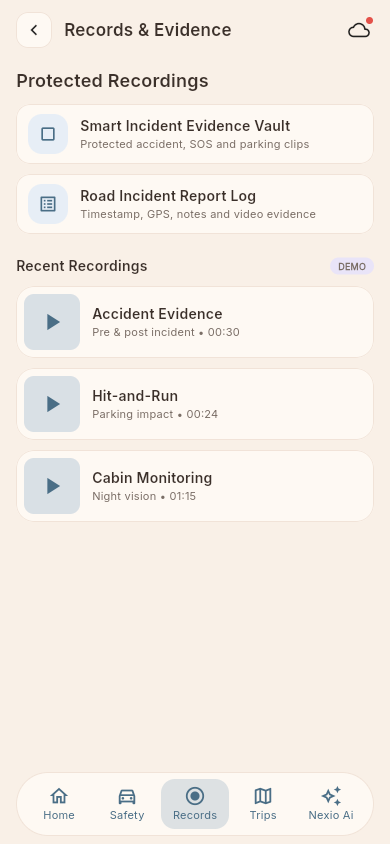 Records & Evidence
Protected Recordings
Smart Incident Evidence Vault
Protected accident, SOS and parking clips
Road Incident Report Log
Timestamp, GPS, notes and video evidence
Recent Recordings
DEMO
Accident Evidence
Pre & post incident • 00:30
Hit-and-Run
Parking impact • 00:24
Cabin Monitoring
Night vision • 01:15
Home
Safety
Records
Trips
Nexio Ai